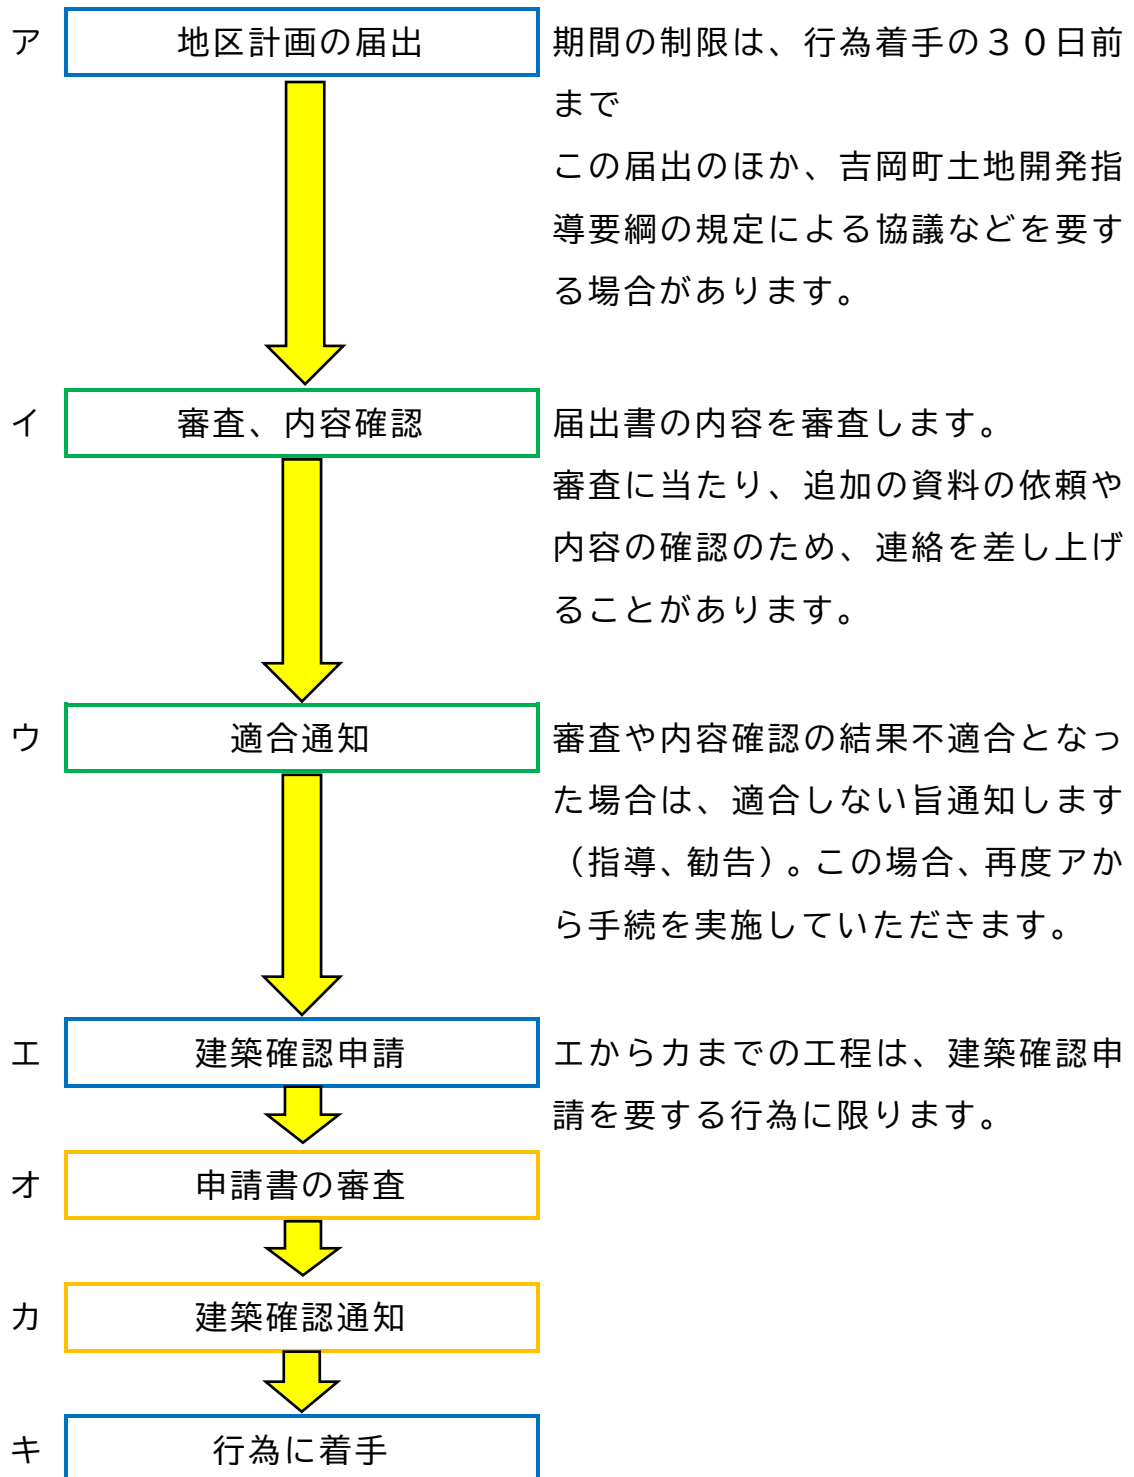 ア 地区計画の届出 期間の制限は、行為着手の３０日前
まで
この届出のほか、吉岡町土地開発指
導要綱の規定による協議などを要す
る場合があります。
イ 審査、内容確認 届出書の内容を審査します。
審査に当たり、追加の資料の依頼や
内容の確認のため、連絡を差し上げ
ることがあります。
ウ 適合通知 審査や内容確認の結果不適合となっ
た場合は、適合しない旨通知します
（指導、勧告）。この場合、再度アか
ら手続を実施していただきます。
エ 建築確認申請 エからカまでの工程は、建築確認申
請を要する行為に限ります。
オ 申請書の審査
カ 建築確認通知
キ 行為に着手